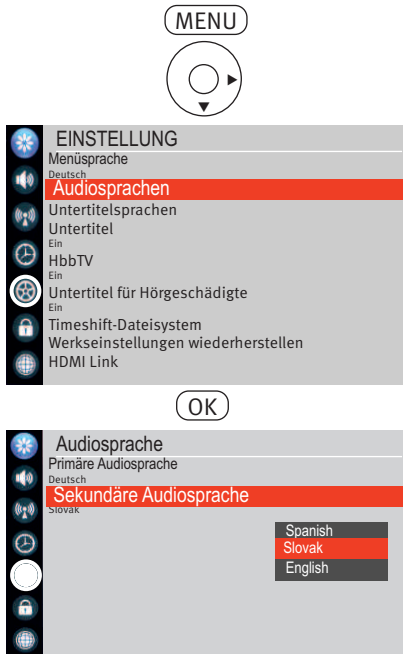 MENU
EINSTELLUNG
Menüsprache
Deutsch
Audiosprachen
Untertitelsprachen
Untertitel
Ein
HbbTV
Ein
Untertitel für Hörgeschädigte
Ein
Timeshift-Dateisystem
Werkseinstellungen wiederherstellen
HDMI Link
OK
Audiosprache
Primäre Audiosprache
Deutsch
Sekundäre Audiosprache
Slovak
Spanish
Slovak
English